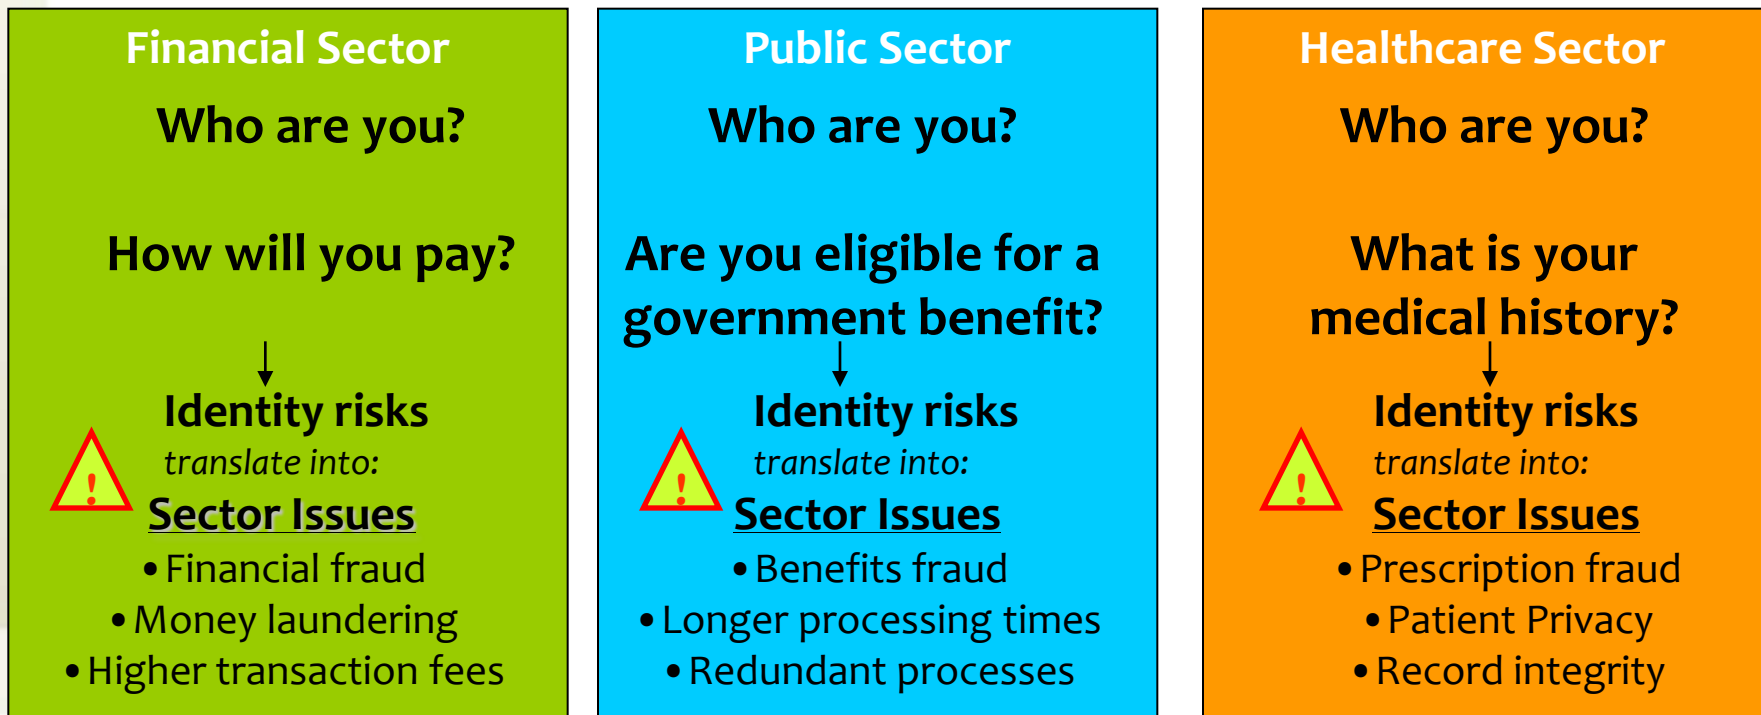 Financial Sector
Who are you?
How will you pay?
Identity risks
translate into:
!
Sector Issues
•Financial fraud
•Money laundering
•Higher transaction fees
Public Sector
Who are you?
Are you eligible for a
government benefit?
Identity risks
translate into:
!
Sector Issues
•Benefits fraud
•Longer processing times
•Redundant processes
Healthcare Sector
Who are you?
What is your
medical history?
Identity risks
translate into:
!
Sector Issues
•Prescription fraud
•Patient Privacy
•Record integrity